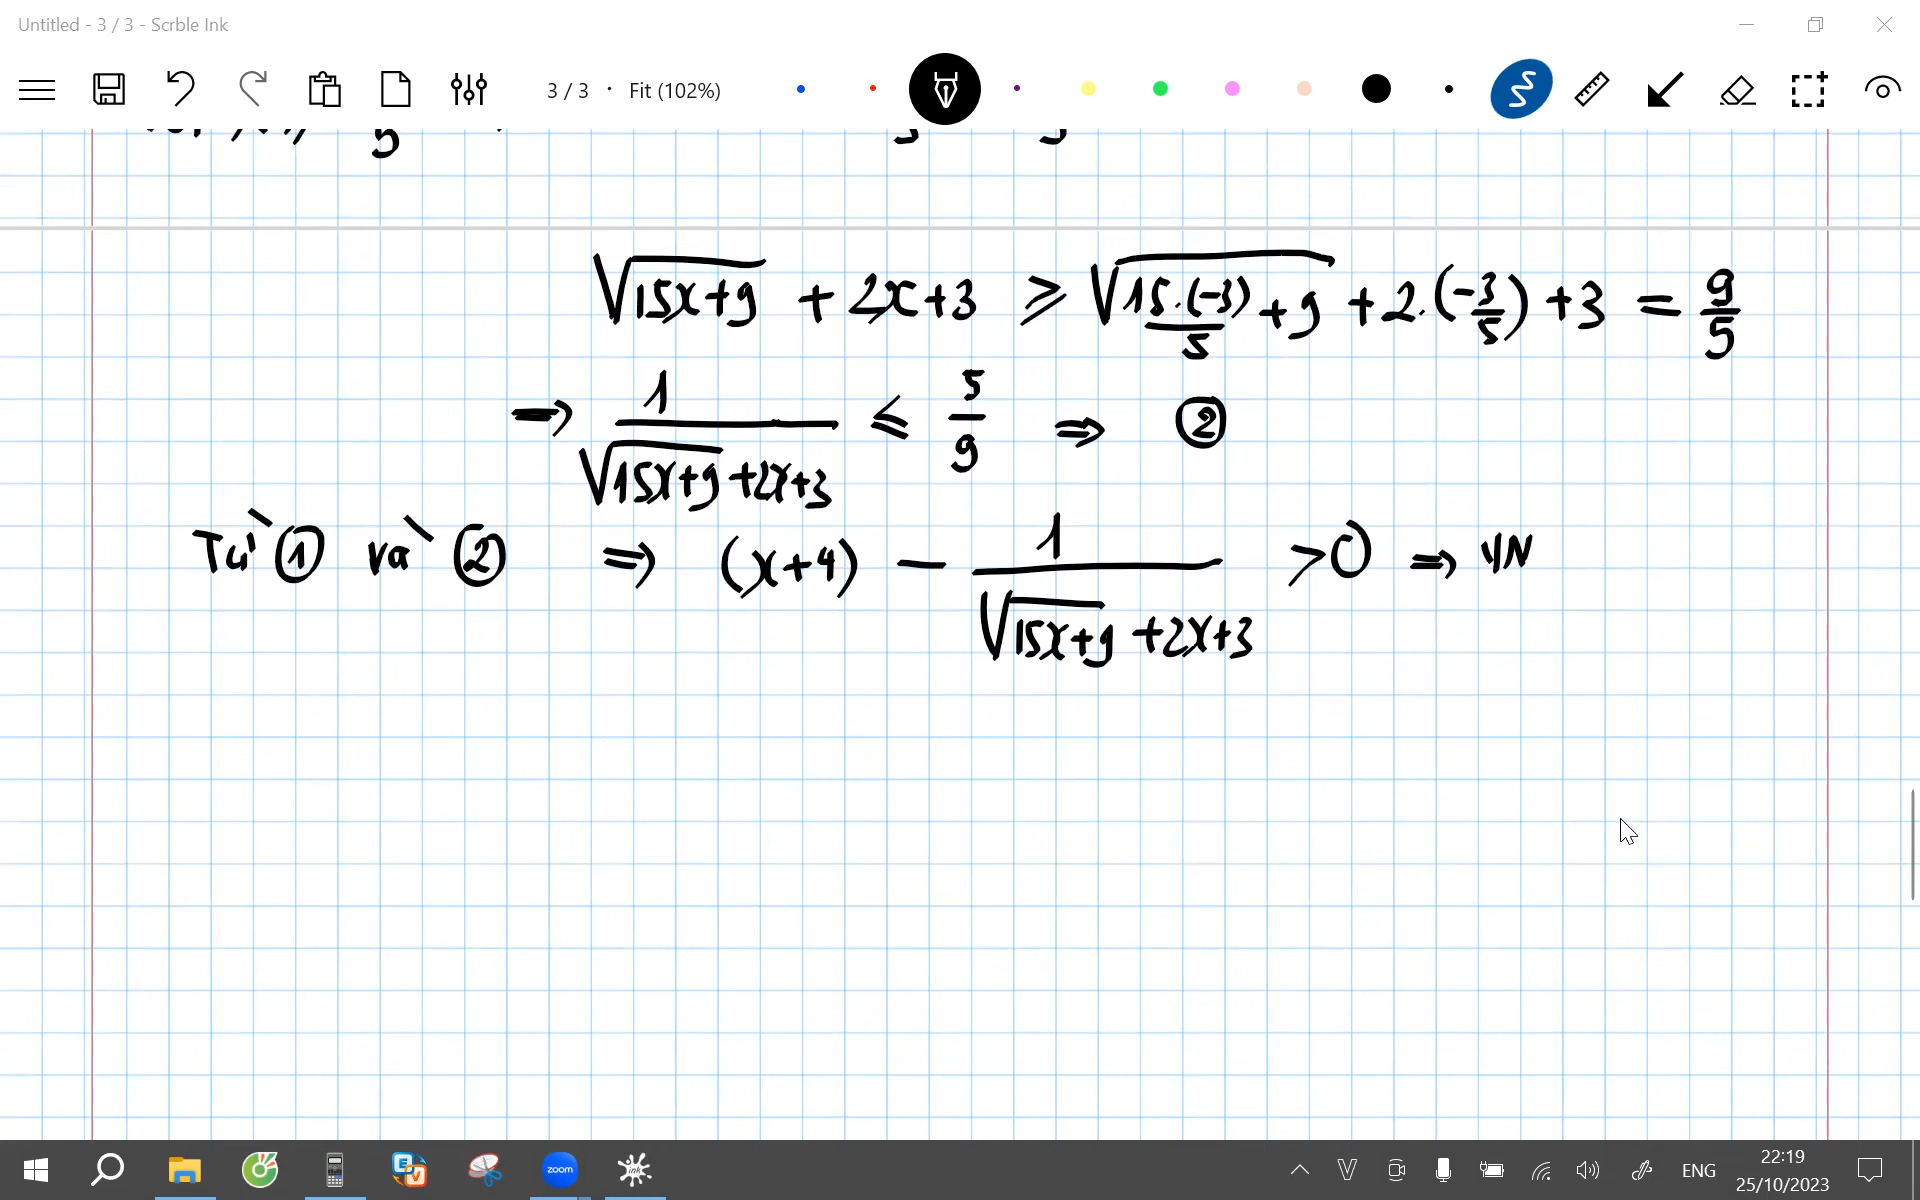 Untitled - 3 / 3 - Scrble Ink
3 / 3 · Fit (102%)
√(15x+9) + 2x+3 ≥ √(15.(-3)/5 + 9) + 2.(-3/5) + 3 = 9/5
⇒ 1/(√(15x+9) + 2x+3) ≤ 5/9 ⇒ ②
Từ ① và ② ⇒ (x+4) - 1/(√(15x+9) + 2x+3) > 0 ⇒ VN
zoom
ink
ENG
22:19
25/10/2023